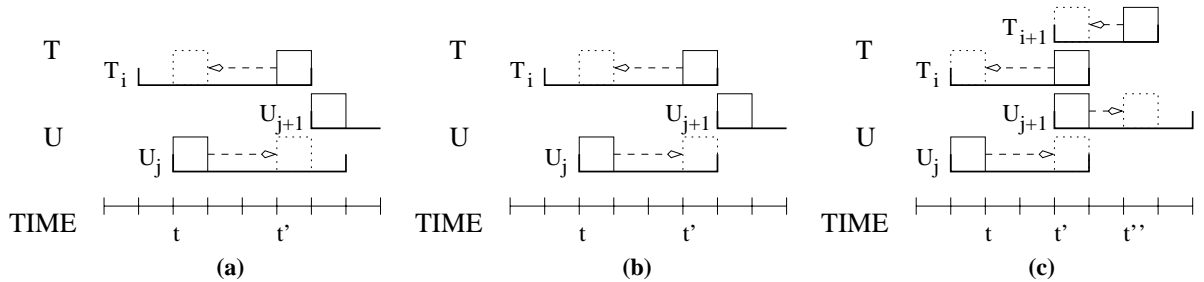 T
T_i
U_{j+1}
U
U_j
TIME
t t'
(a)
T
T_i
U_{j+1}
U
U_j
TIME
t t'
(b)
T_{i+1}
T
T_i
U_{j+1}
U
U_j
TIME
t t' t''
(c)